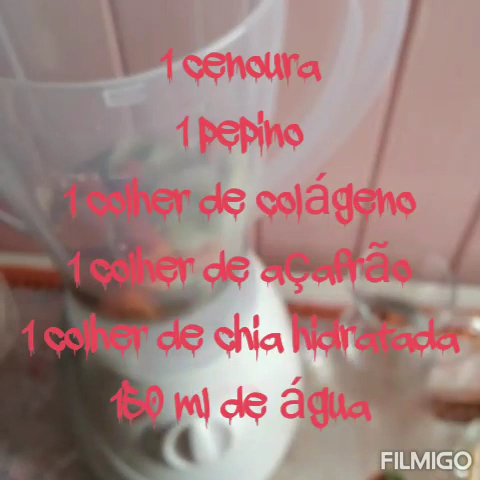 1 cenoura
1 pepino
1 colher de colágeno
1 colher de açafrão
1 colher de chia hidratada
150 ml de água
FILMIGO